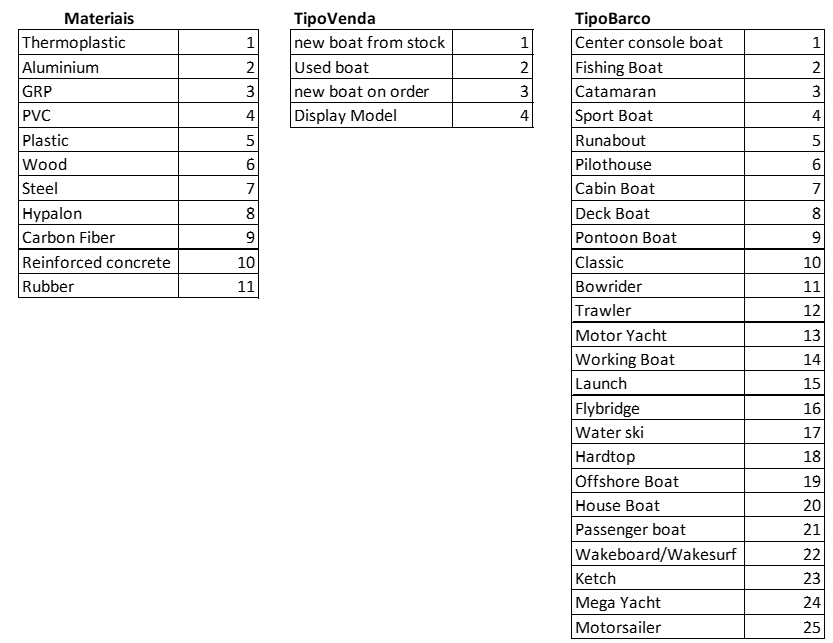 Materiais TipoVenda TipoBarco
Thermoplastic 1 new boat from stock 1 Center console boat 1
Aluminium 2 Used boat 2 Fishing Boat 2
GRP 3 new boat on order 3 Catamaran 3
PVC 4 Display Model 4 Sport Boat 4
Plastic 5 Runabout 5
Wood 6 Pilothouse 6
Steel 7 Cabin Boat 7
Hypalon 8 Deck Boat 8
Carbon Fiber 9 Pontoon Boat 9
Reinforced concrete 10 Classic 10
Rubber 11 Bowrider 11
Trawler 12
Motor Yacht 13
Working Boat 14
Launch 15
Flybridge 16
Water ski 17
Hardtop 18
Offshore Boat 19
House Boat 20
Passenger boat 21
Wakeboard/Wakesurf 22
Ketch 23
Mega Yacht 24
Motorsailer 25